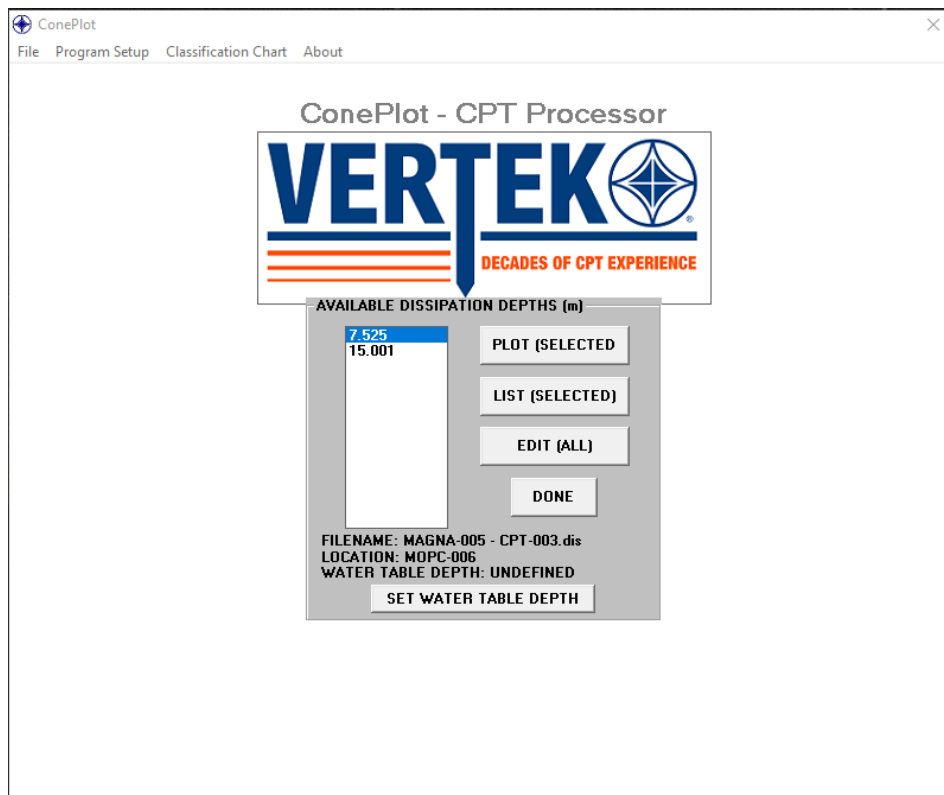 ConePlot
File Program Setup Classification Chart About
ConePlot - CPT Processor
VERTEK
®
DECADES OF CPT EXPERIENCE
AVAILABLE DISSIPATION DEPTHS (m)
7.525
15.001
PLOT (SELECTED
LIST (SELECTED)
EDIT (ALL)
DONE
FILENAME: MAGNA-005 - CPT-003.dis
LOCATION: MOPC-006
WATER TABLE DEPTH: UNDEFINED
SET WATER TABLE DEPTH